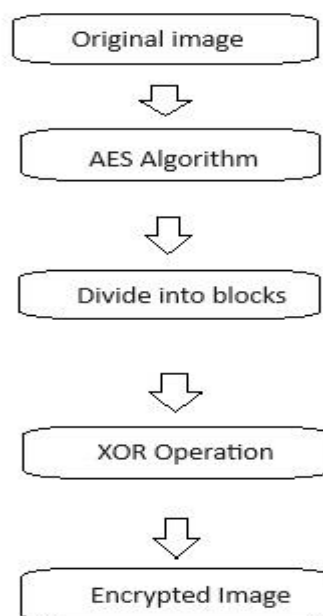 Original image
AES Algorithm
Divide into blocks
XOR Operation
Encrypted Image